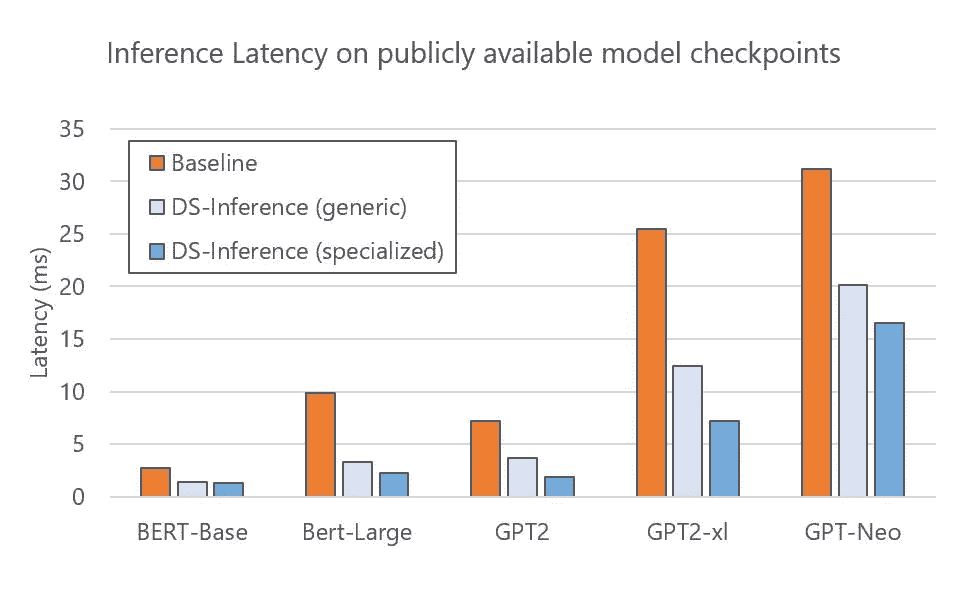 Inference Latency on publicly available model checkpoints
35
30
25
20
15
10
5
0
Latency (ms)
Baseline
DS-Inference (generic)
DS-Inference (specialized)
BERT-Base
Bert-Large
GPT2
GPT2-xl
GPT-Neo